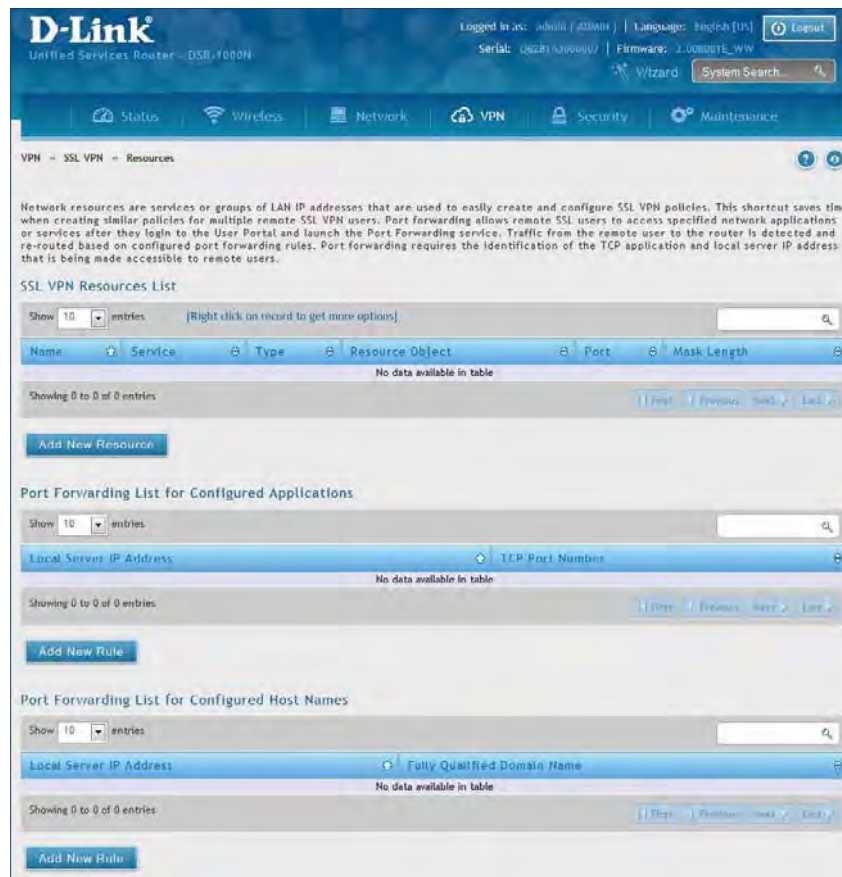 D-Link
Unified Services Router - DSR-1000N
Logged in as: admin ( ADMIN ) | Language: English [US]
Logout
Serial: | Firmware:
Wizard
System Search...
Status
Wireless
Network
VPN
Security
Maintenance
VPN » SSL VPN » Resources
Network resources are services or groups of LAN IP addresses that are used to easily create and configure SSL VPN policies. This shortcut saves tim
when creating similar policies for multiple remote SSL VPN users. Port forwarding allows remote SSL users to access specified network applications
or services after they login to the User Portal and launch the Port Forwarding service. Traffic from the remote user to the router is detected and
re-routed based on configured port forwarding rules. Port forwarding requires the identification of the TCP application and local server IP address
that is being made accessible to remote users.
SSL VPN Resources List
Show 10 entries [Right click on record to get more options]
Name Service Type Resource Object Port Mask Length
No data available in table
Showing 0 to 0 of 0 entries
First Previous Next Last
Add New Resource
Port Forwarding List for Configured Applications
Show 10 entries
Local Server IP Address TCP Port Number
No data available in table
Showing 0 to 0 of 0 entries
First Previous Next Last
Add New Rule
Port Forwarding List for Configured Host Names
Show 10 entries
Local Server IP Address Fully Qualified Domain Name
No data available in table
Showing 0 to 0 of 0 entries
First Previous Next Last
Add New Rule